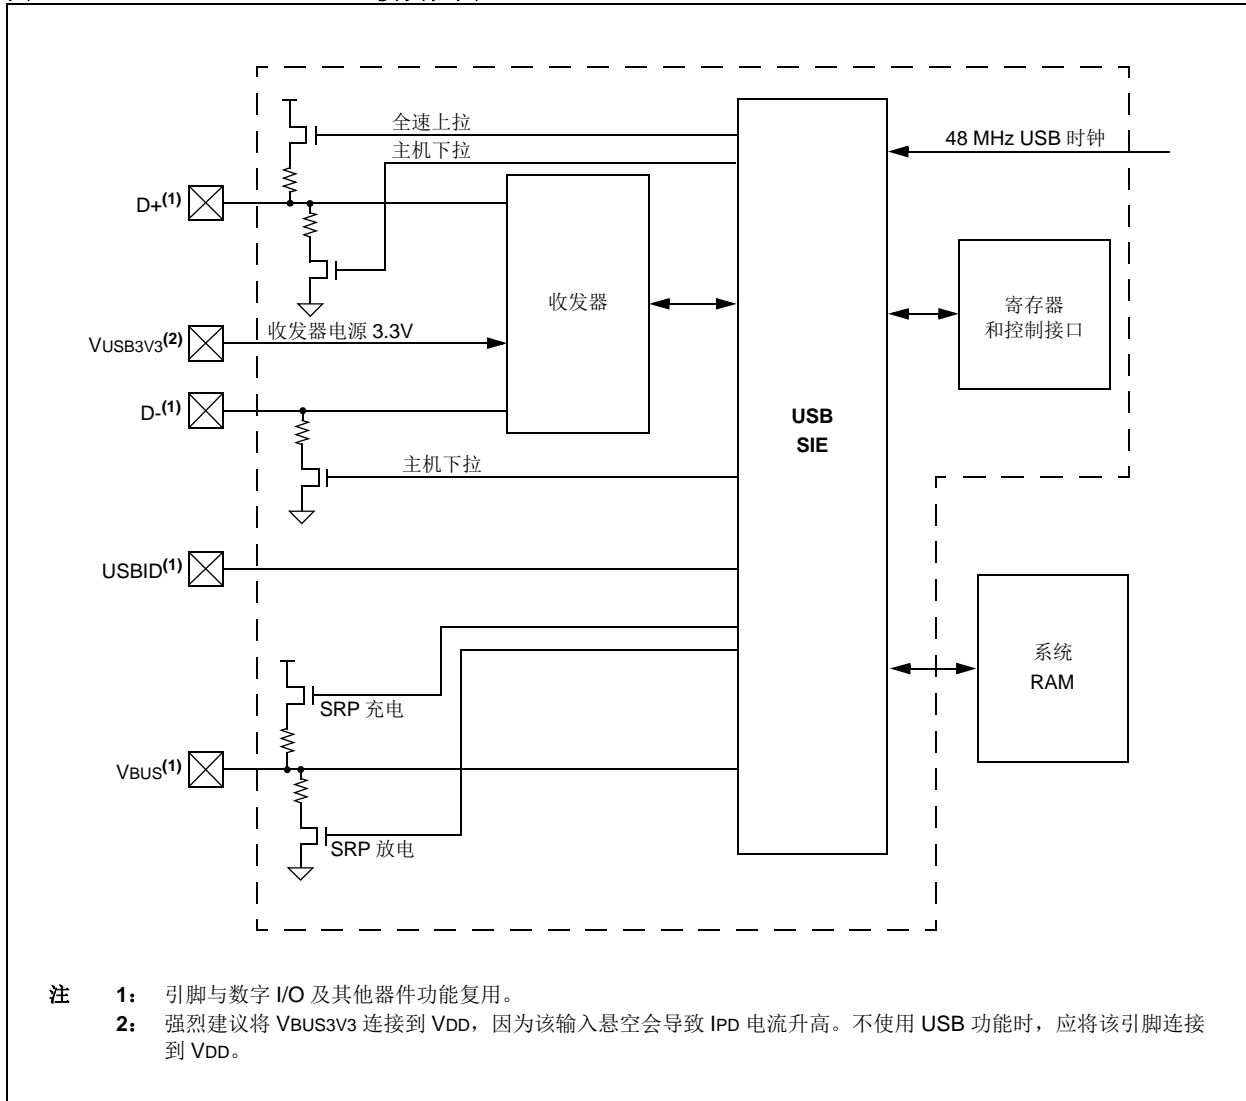 全速上拉
主机下拉
48 MHz USB 时钟
D+(1)
收发器
寄存器
和控制接口
VUSB3V3(2)
收发器电源 3.3V
D-(1)
USB
SIE
主机下拉
USBID(1)
系统
RAM
SRP 充电
VBUS(1)
SRP 放电
注 1: 引脚与数字 I/O 及其他器件功能复用。
2: 强烈建议将 VBUS3V3 连接到 VDD,因为该输入悬空会导致 IPD 电流升高。不使用 USB 功能时,应将该引脚连接
到 VDD。